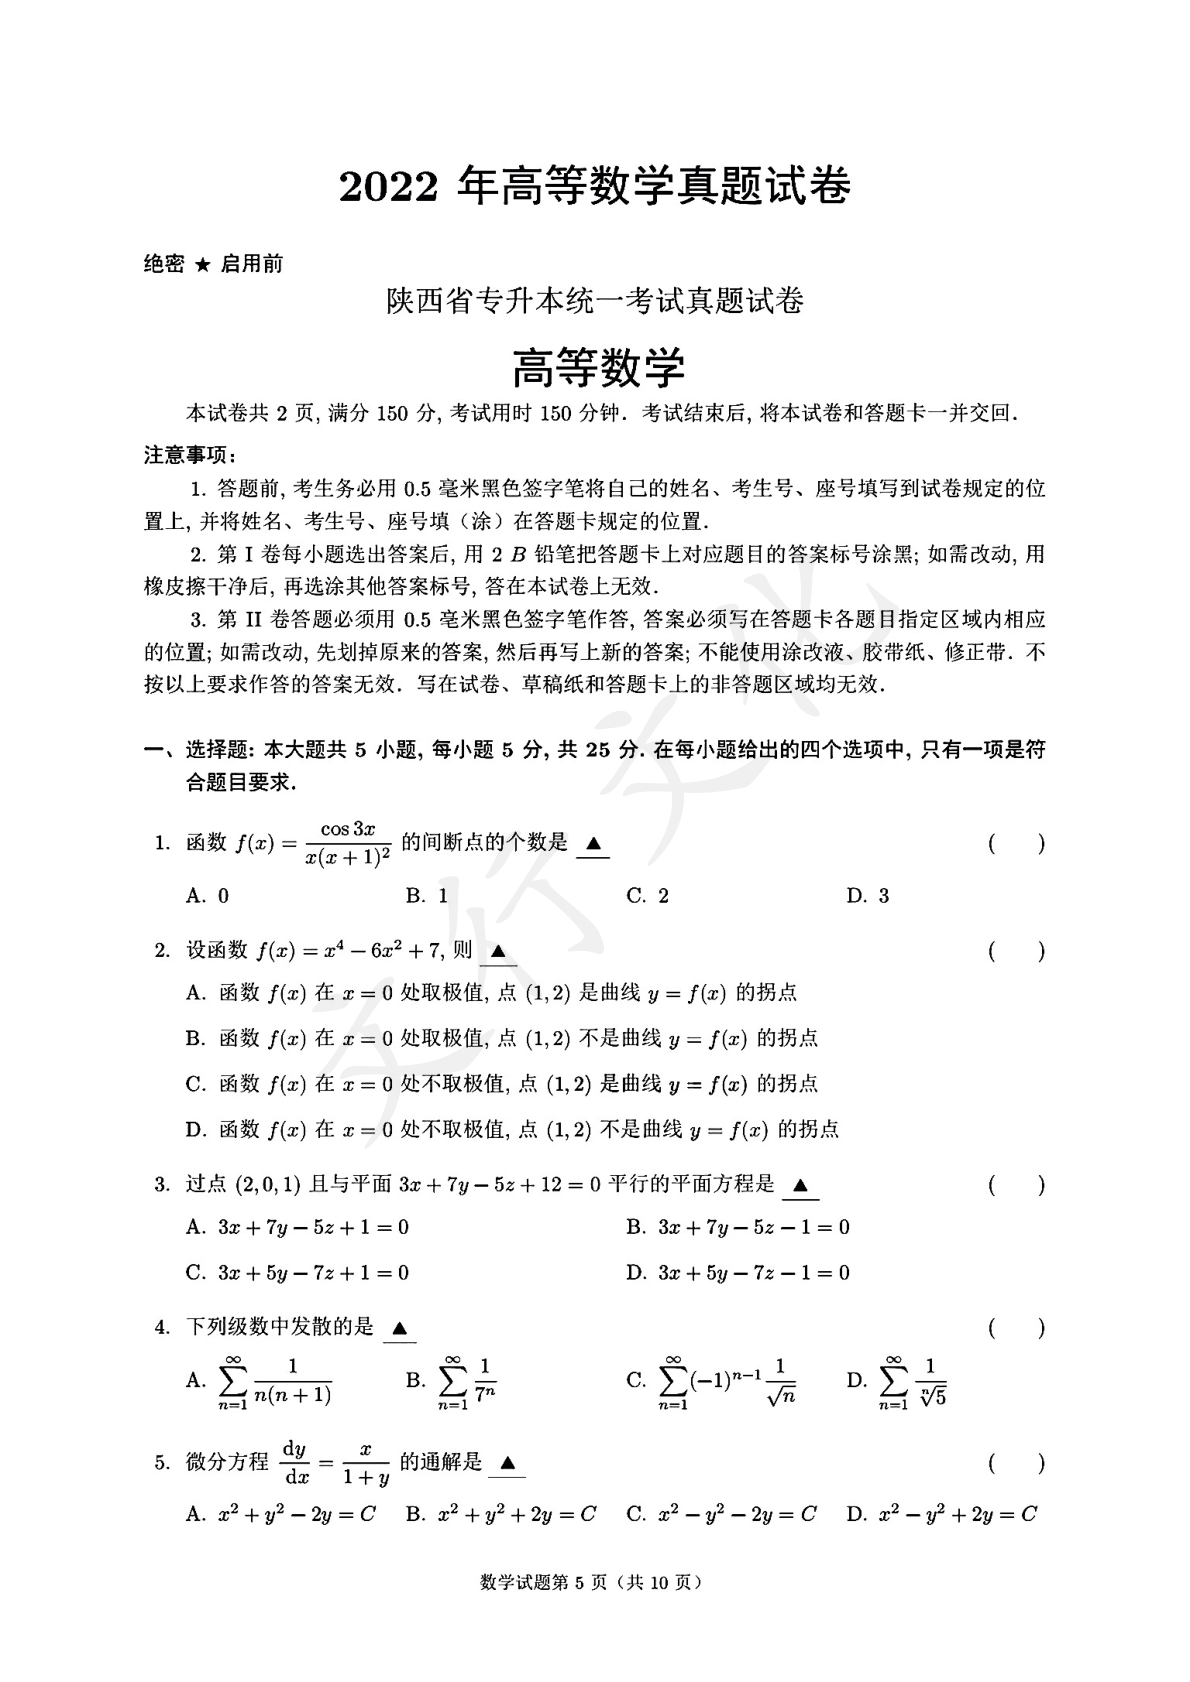 2022 年高等数学真题试卷
绝密 ★ 启用前
陕西省专升本统一考试真题试卷
高等数学
本试卷共 2 页, 满分 150 分, 考试用时 150 分钟. 考试结束后, 将本试卷和答题卡一并交回.
注意事项:
1. 答题前, 考生务必用 0.5 毫米黑色签字笔将自己的姓名、考生号、座号填写到试卷规定的位
置上, 并将姓名、考生号、座号填（涂）在答题卡规定的位置.
2. 第 I 卷每小题选出答案后, 用 2 B 铅笔把答题卡上对应题目的答案标号涂黑; 如需改动, 用
橡皮擦干净后, 再选涂其他答案标号, 答在本试卷上无效.
3. 第 II 卷答题必须用 0.5 毫米黑色签字笔作答, 答案必须写在答题卡各题目指定区域内相应
的位置; 如需改动, 先划掉原来的答案, 然后再写上新的答案; 不能使用涂改液、胶带纸、修正带. 不
按以上要求作答的答案无效. 写在试卷、草稿纸和答题卡上的非答题区域均无效.
一、选择题: 本大题共 5 小题, 每小题 5 分, 共 25 分. 在每小题给出的四个选项中, 只有一项是符
合题目要求.
1. 函数 $f(x) = \frac{\cos 3x}{x(x+1)^2}$ 的间断点的个数是 ▲ ( )
A. 0 B. 1 C. 2 D. 3
2. 设函数 $f(x) = x^4 - 6x^2 + 7$, 则 ▲ ( )
A. 函数 $f(x)$ 在 $x = 0$ 处取极值, 点 $(1, 2)$ 是曲线 $y = f(x)$ 的拐点
B. 函数 $f(x)$ 在 $x = 0$ 处取极值, 点 $(1, 2)$ 不是曲线 $y = f(x)$ 的拐点
C. 函数 $f(x)$ 在 $x = 0$ 处不取极值, 点 $(1, 2)$ 是曲线 $y = f(x)$ 的拐点
D. 函数 $f(x)$ 在 $x = 0$ 处不取极值, 点 $(1, 2)$ 不是曲线 $y = f(x)$ 的拐点
3. 过点 $(2, 0, 1)$ 且与平面 $3x + 7y - 5z + 12 = 0$ 平行的平面方程是 ▲ ( )
A. $3x + 7y - 5z + 1 = 0$ B. $3x + 7y - 5z - 1 = 0$
C. $3x + 5y - 7z + 1 = 0$ D. $3x + 5y - 7z - 1 = 0$
4. 下列级数中发散的是 ▲ ( )
A. $\sum_{n=1}^{\infty} \frac{1}{n(n+1)}$ B. $\sum_{n=1}^{\infty} \frac{1}{7^n}$ C. $\sum_{n=1}^{\infty} (-1)^{n-1} \frac{1}{\sqrt{n}}$ D. $\sum_{n=1}^{\infty} \frac{1}{\sqrt[n]{5}}$
5. 微分方程 $\frac{\mathrm{d}y}{\mathrm{d}x} = \frac{x}{1+y}$ 的通解是 ▲ ( )
A. $x^2 + y^2 - 2y = C$ B. $x^2 + y^2 + 2y = C$ C. $x^2 - y^2 - 2y = C$ D. $x^2 - y^2 + 2y = C$
数学试题第 5 页（共 10 页）
文行文化